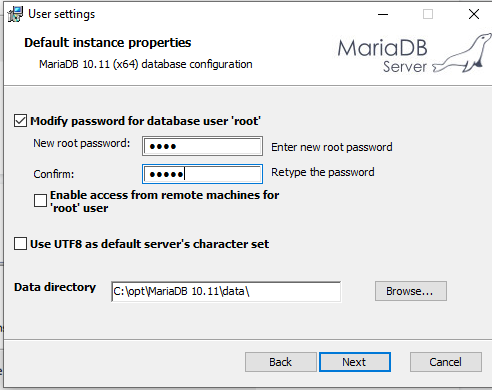 User settings
Default instance properties
MariaDB 10.11 (x64) database configuration
MariaDB
Server
Modify password for database user 'root'
New root password: ●●●● Enter new root password
Confirm: ●●●●● Retype the password
Enable access from remote machines for
'root' user
Use UTF8 as default server's character set
Data directory C:\opt\MariaDB 10.11\data\ Browse...
Back Next Cancel